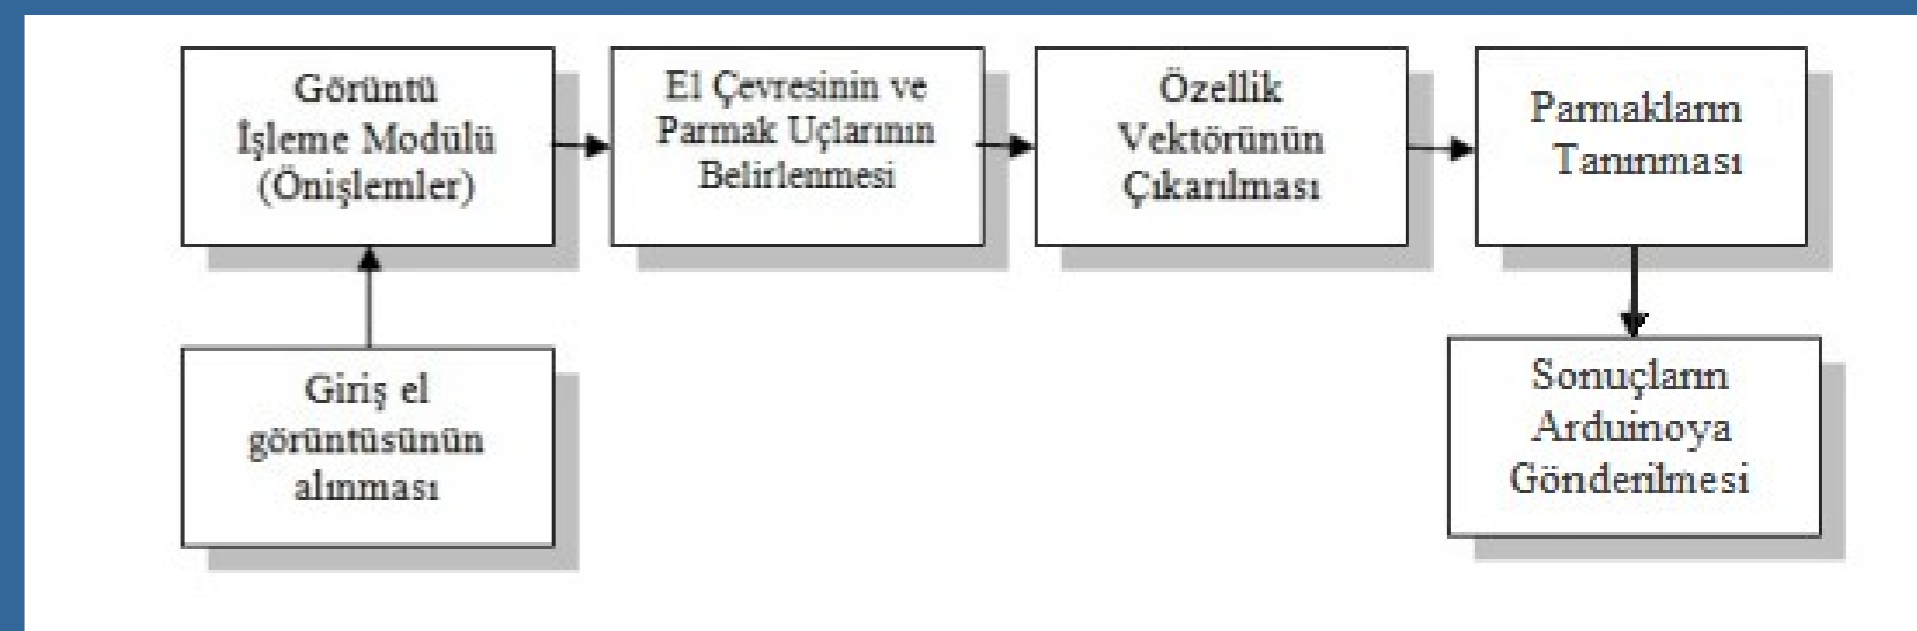 Görüntü
İşleme Modülü
(Önişlemler)
El Çevresinin ve
Parmak Uçlarının
Belirlenmesi
Özellik
Vektörünün
Çıkarılması
Parmakların
Tanınması
Giriş el
görüntüsünün
alınması
Sonuçların
Arduinoya
Gönderilmesi